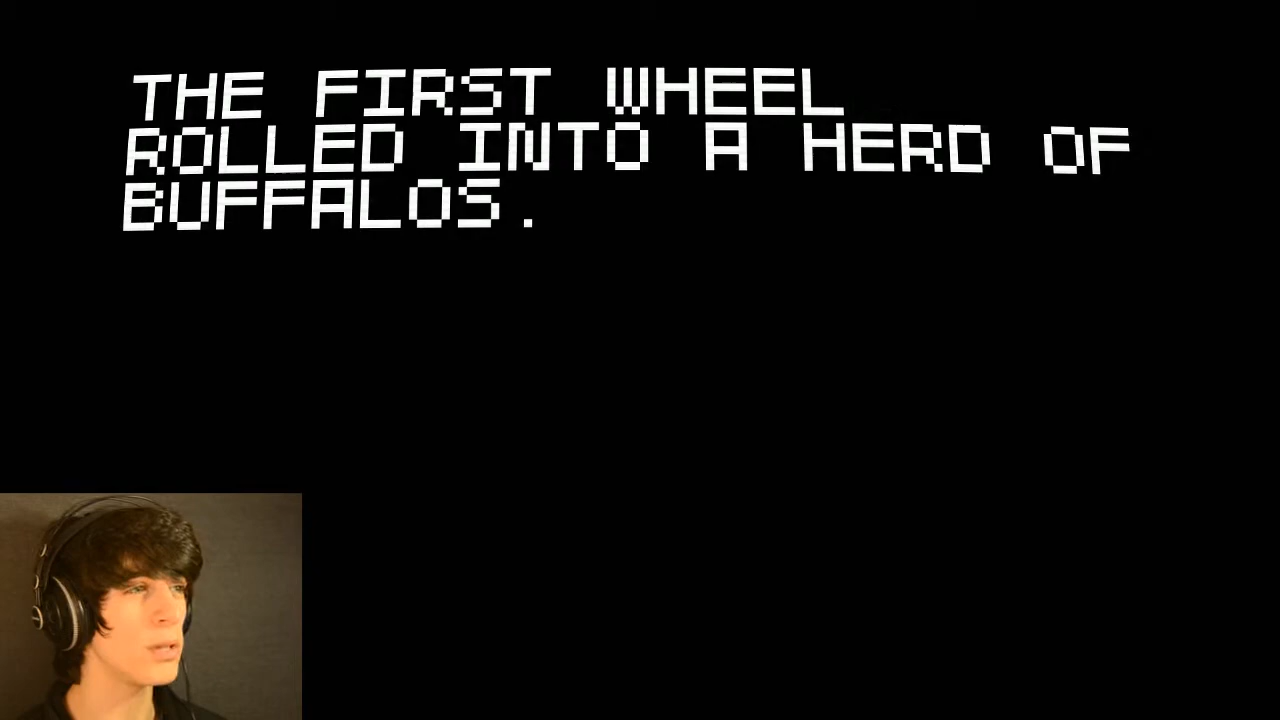 THE FIRST WHEEL
ROLLED INTO A HERD OF
BUFFALOS.